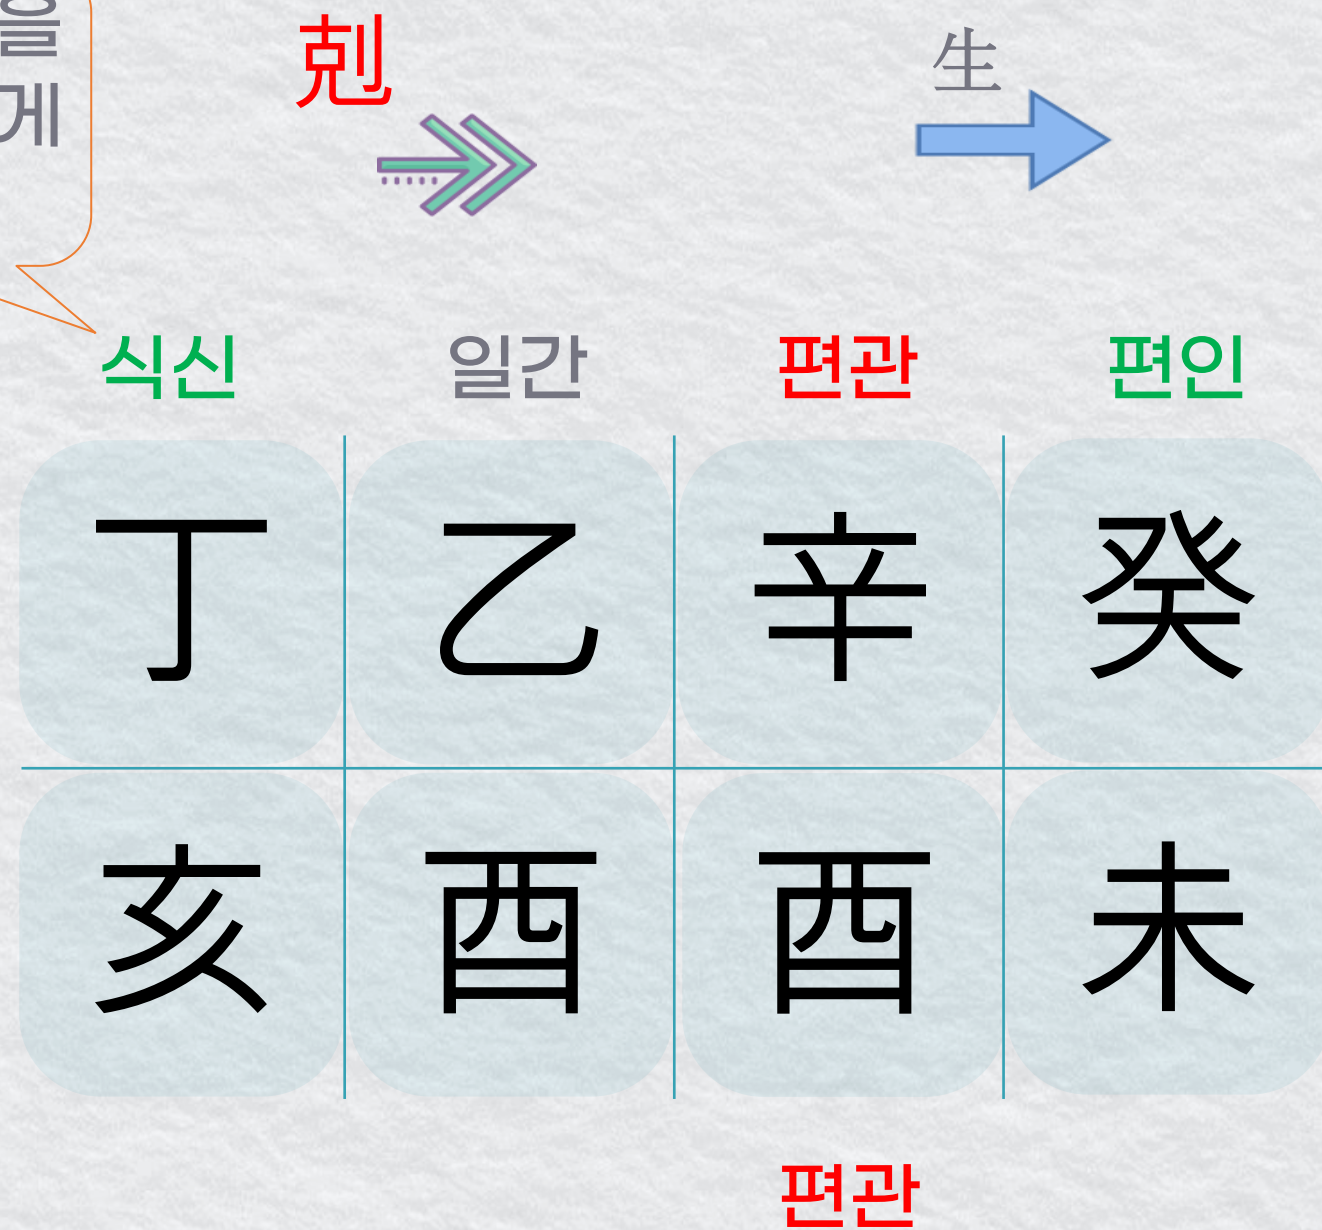 을
게
剋
生
식신 일간 편관 편인
丁 乙 辛 癸
亥 酉 酉 未
편관